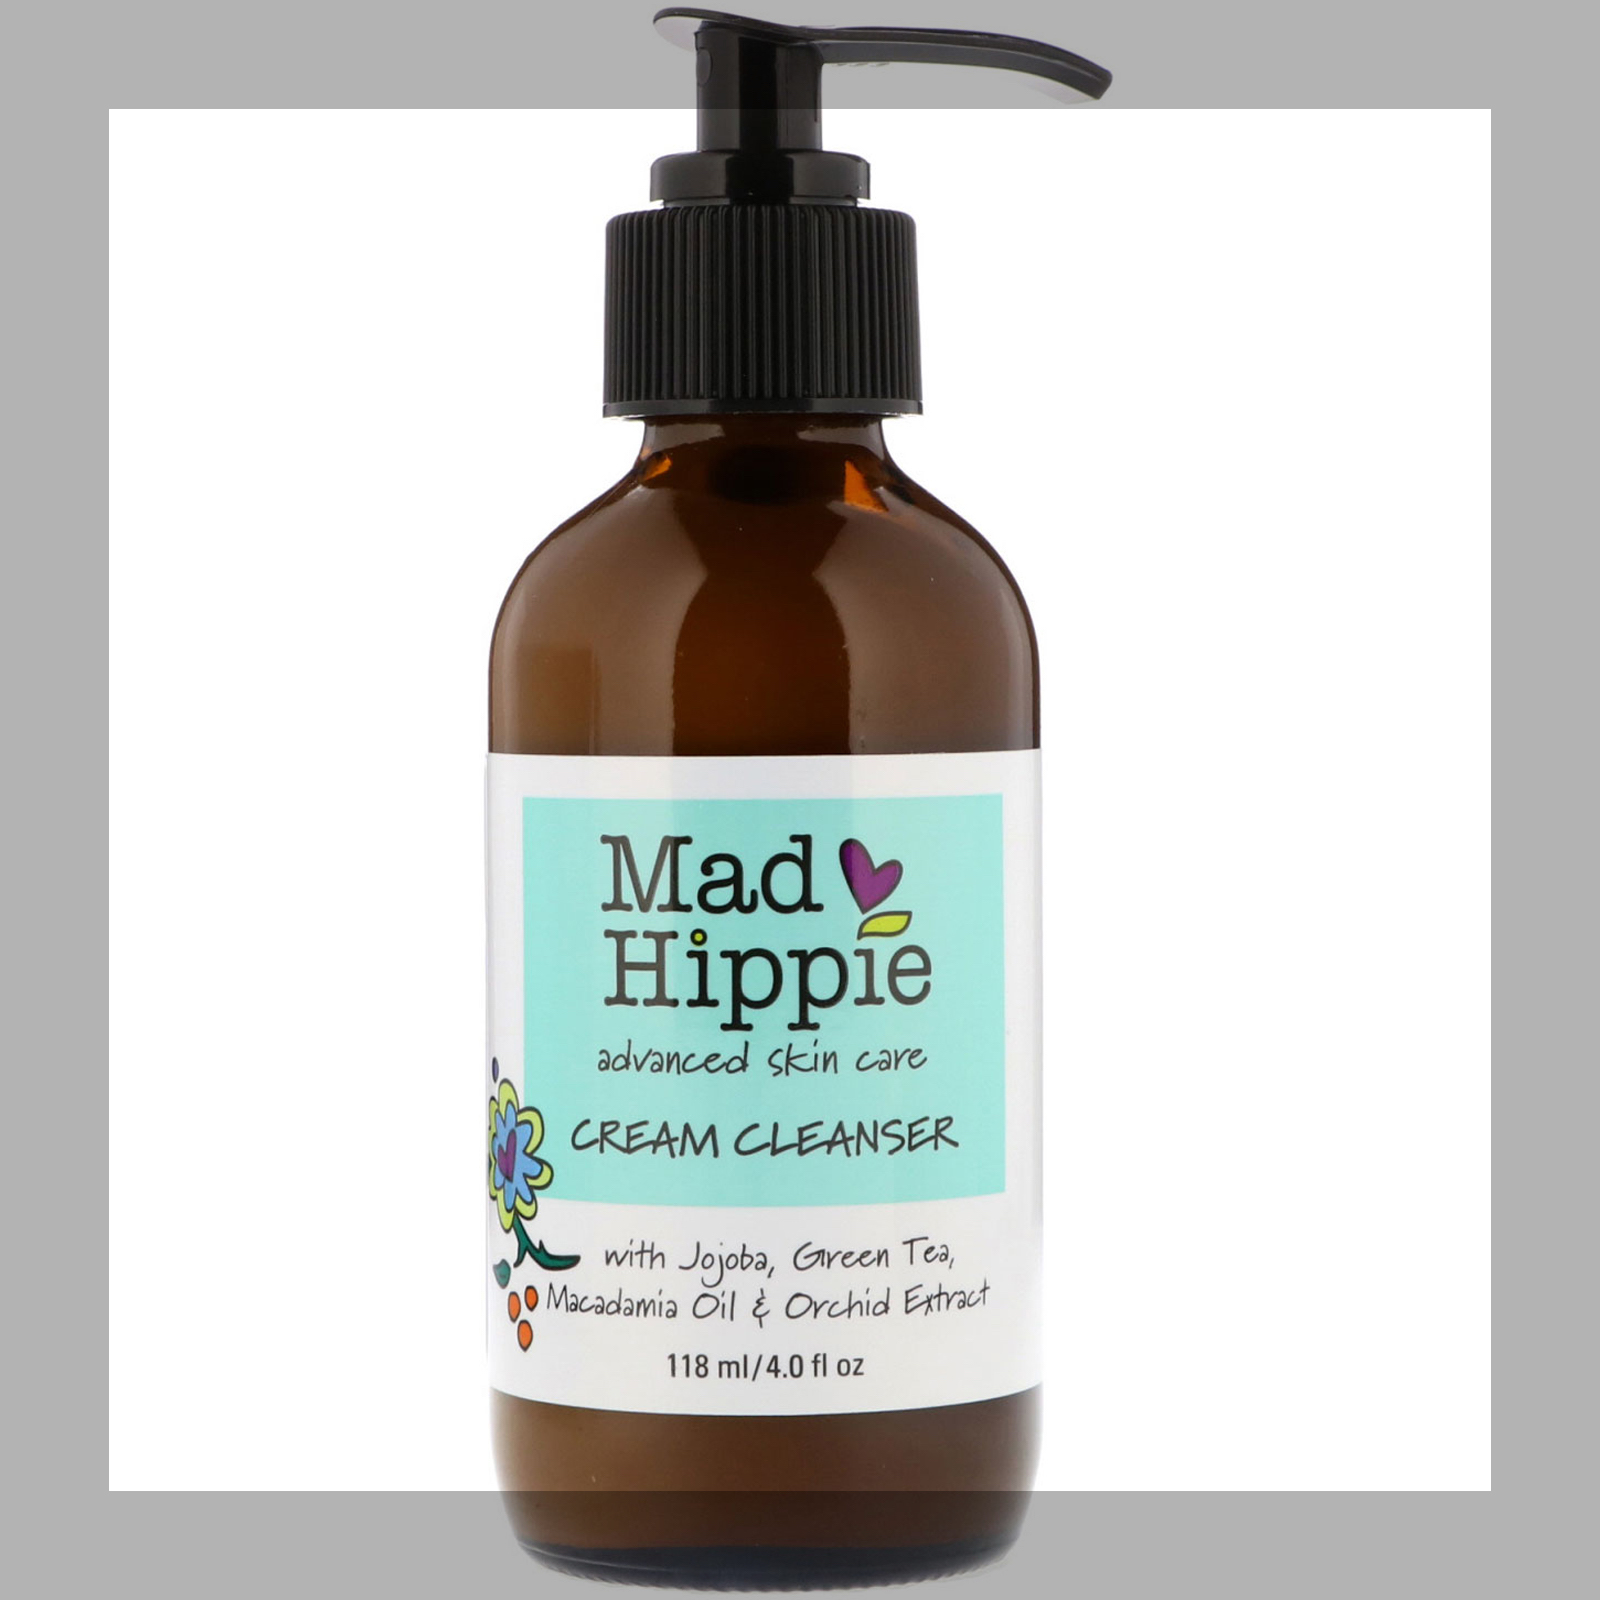 Mad
Hippie
advanced skin care
CREAM CLEANSER
with Jojoba, Green Tea,
Macadamia Oil & Orchid Extract
118 ml/4.0 fl oz